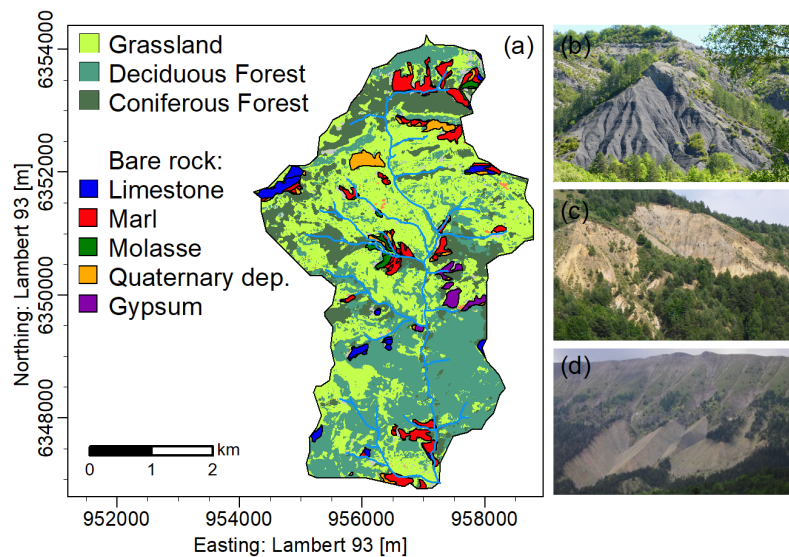 (a)
Grassland
Deciduous Forest
Coniferous Forest
Bare rock:
Limestone
Marl
Molasse
Quaternary dep.
Gypsum
km
0 1 2
Northing: Lambert 93 [m]
6354000
6352000
6350000
6348000
952000 954000 956000 958000
Easting: Lambert 93 [m]
(b)
(c)
(d)